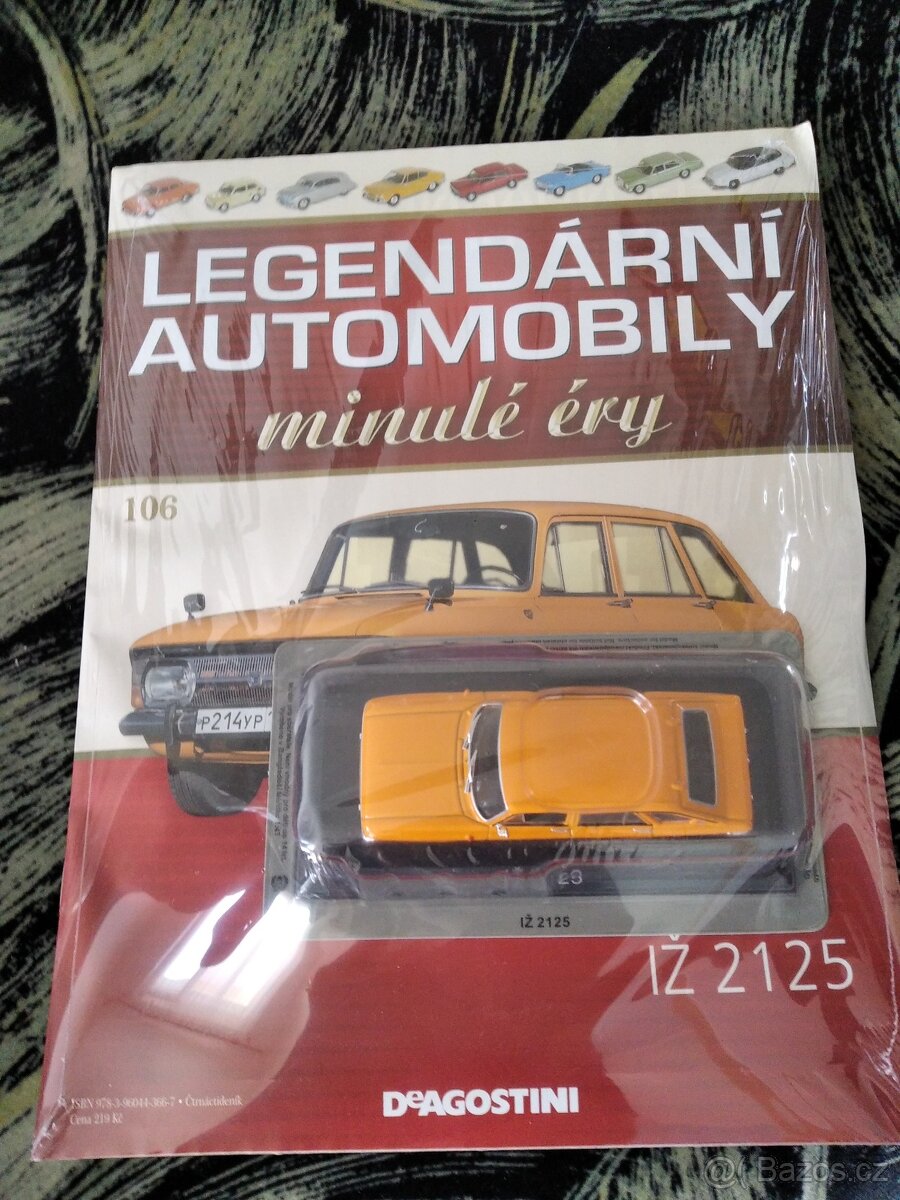 LEGENDÁRNÍ
AUTOMOBILY
minulé éry
106
P214YP
IŽ 2125
IŽ 2125
ISBN 978-3-96044-366-7 • Čtrnáctideník
Cena 219 Kč
DeAGOSTINI
@ Bazos.cz